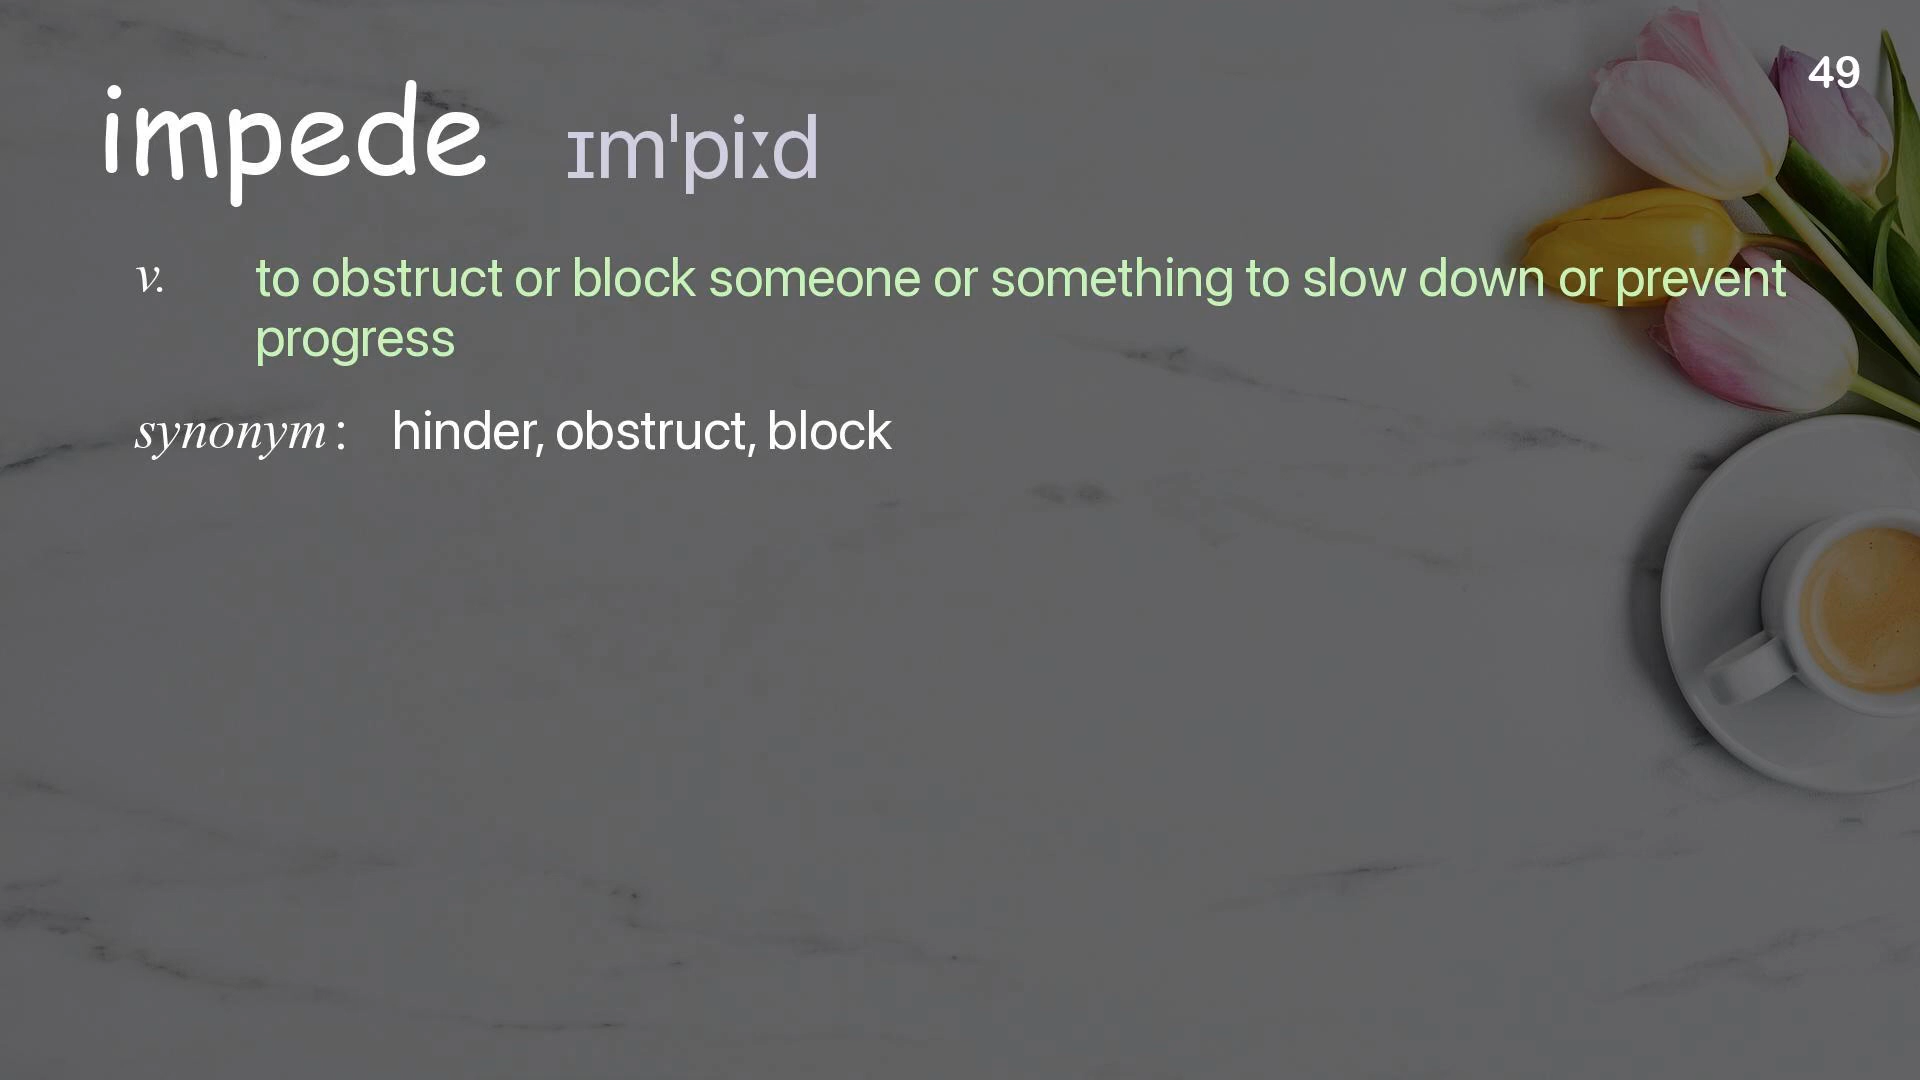 49
impede ɪmˈpiːd
v. to obstruct or block someone or something to slow down or prevent
progress
synonym: hinder, obstruct, block